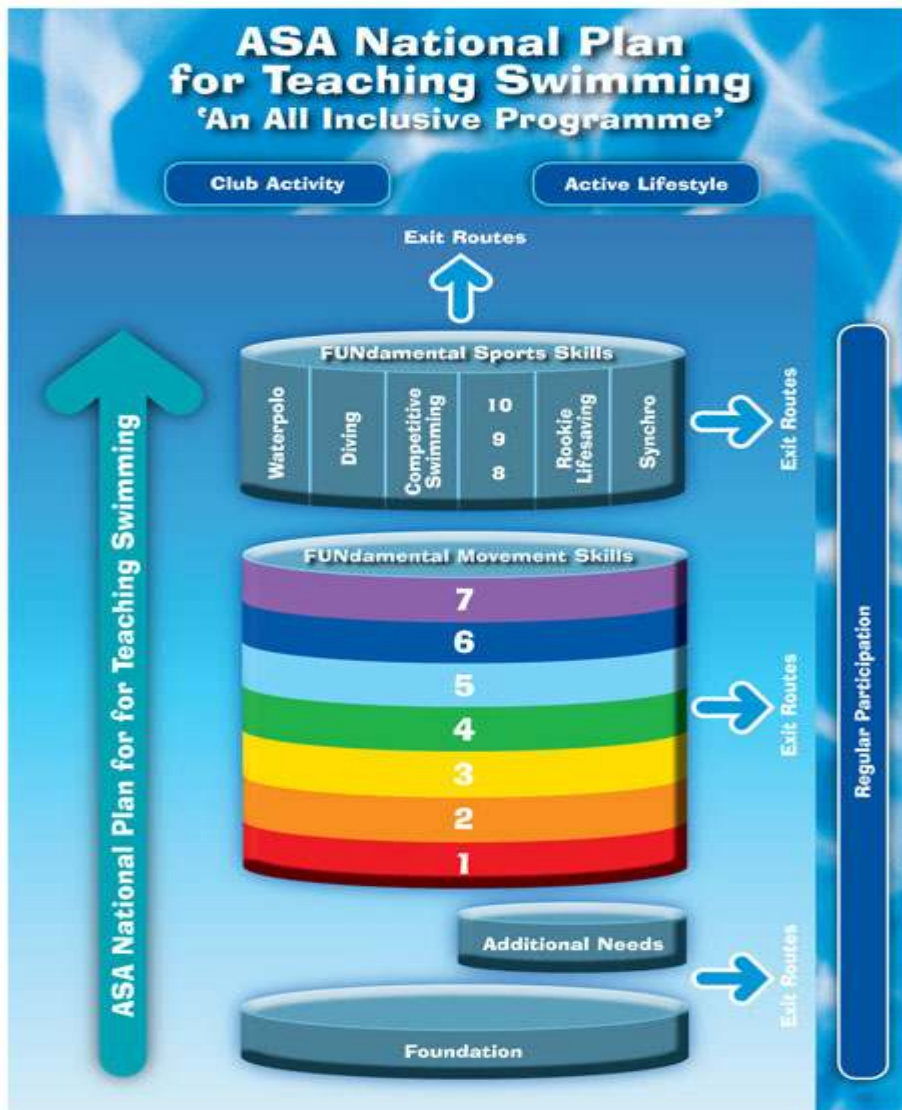 ASA National Plan
for Teaching Swimming
‘An All Inclusive Programme’
Club Activity
Active Lifestyle
Exit Routes
ASA National Plan for for Teaching Swimming
FUNdamental Sports Skills
Waterpolo
Diving
Competitive
Swimming
10
9
8
Rookie
Lifesaving
Synchro
Exit Routes
FUNdamental Movement Skills
7
6
5
4
3
2
1
Exit Routes
Additional Needs
Foundation
Exit Routes
Regular Participation